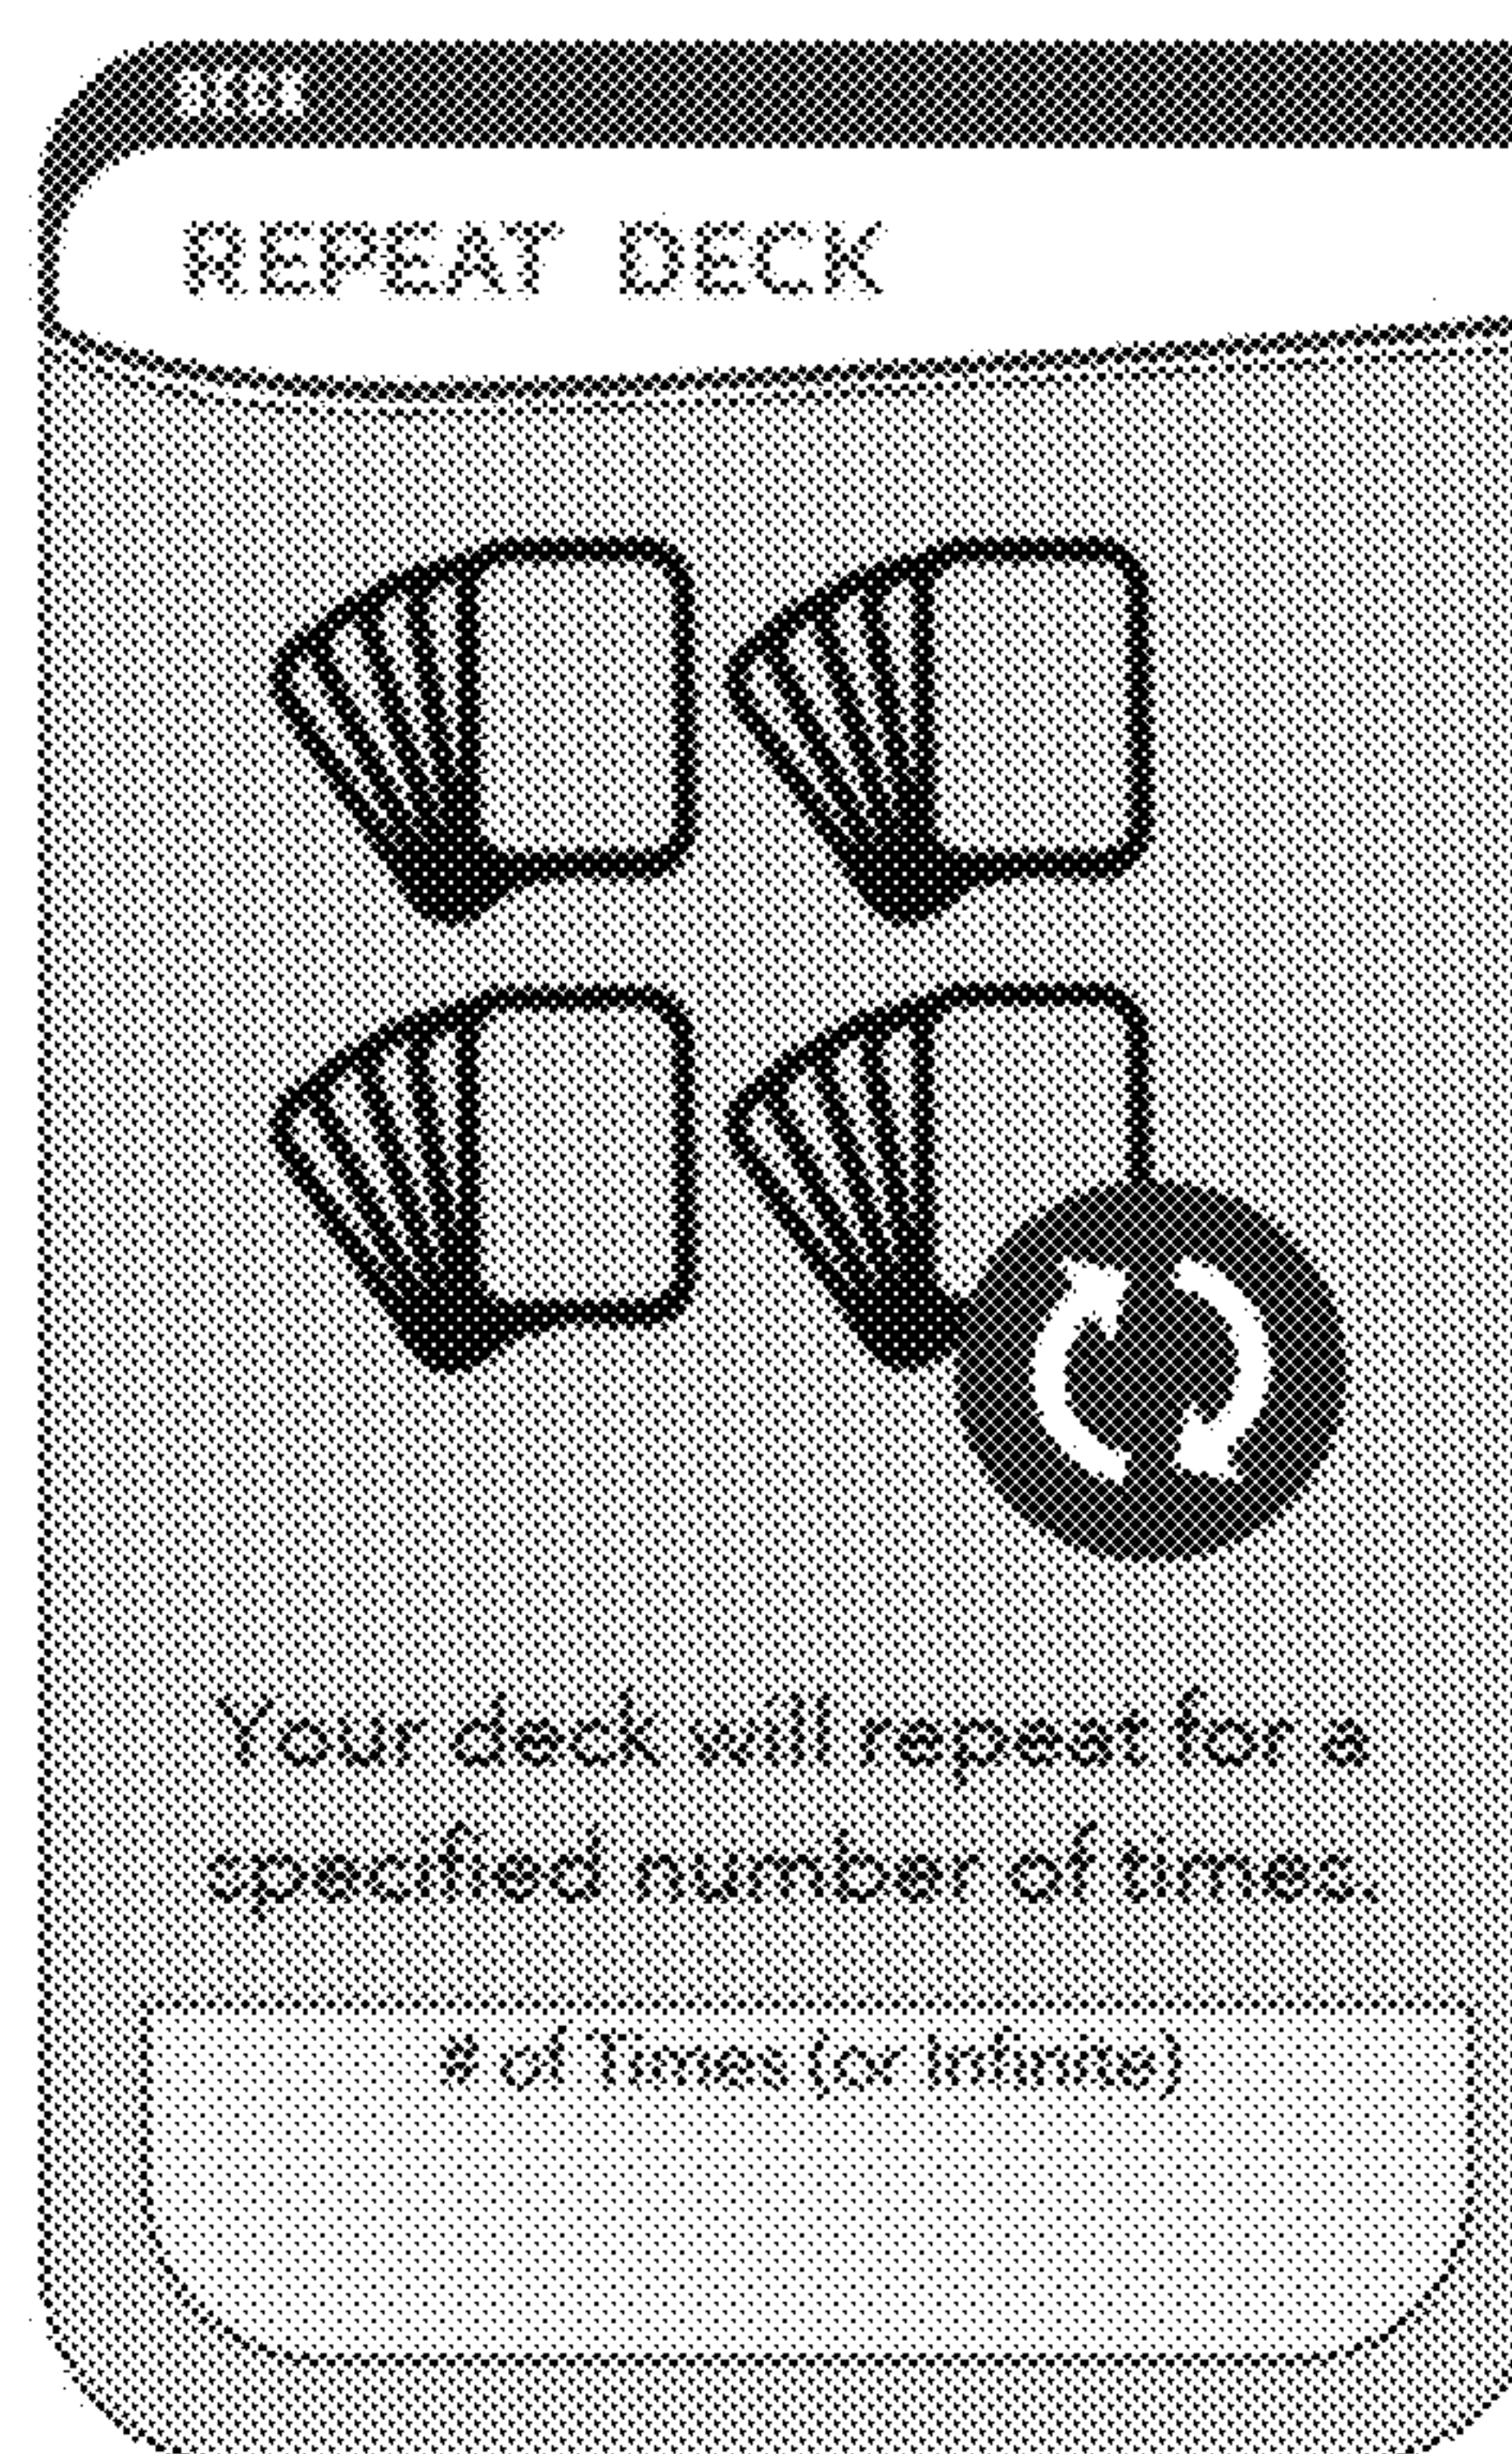 REPEAT DECK
Your deck will repeat for a
specified number of times.
# of Times (or Infinite)